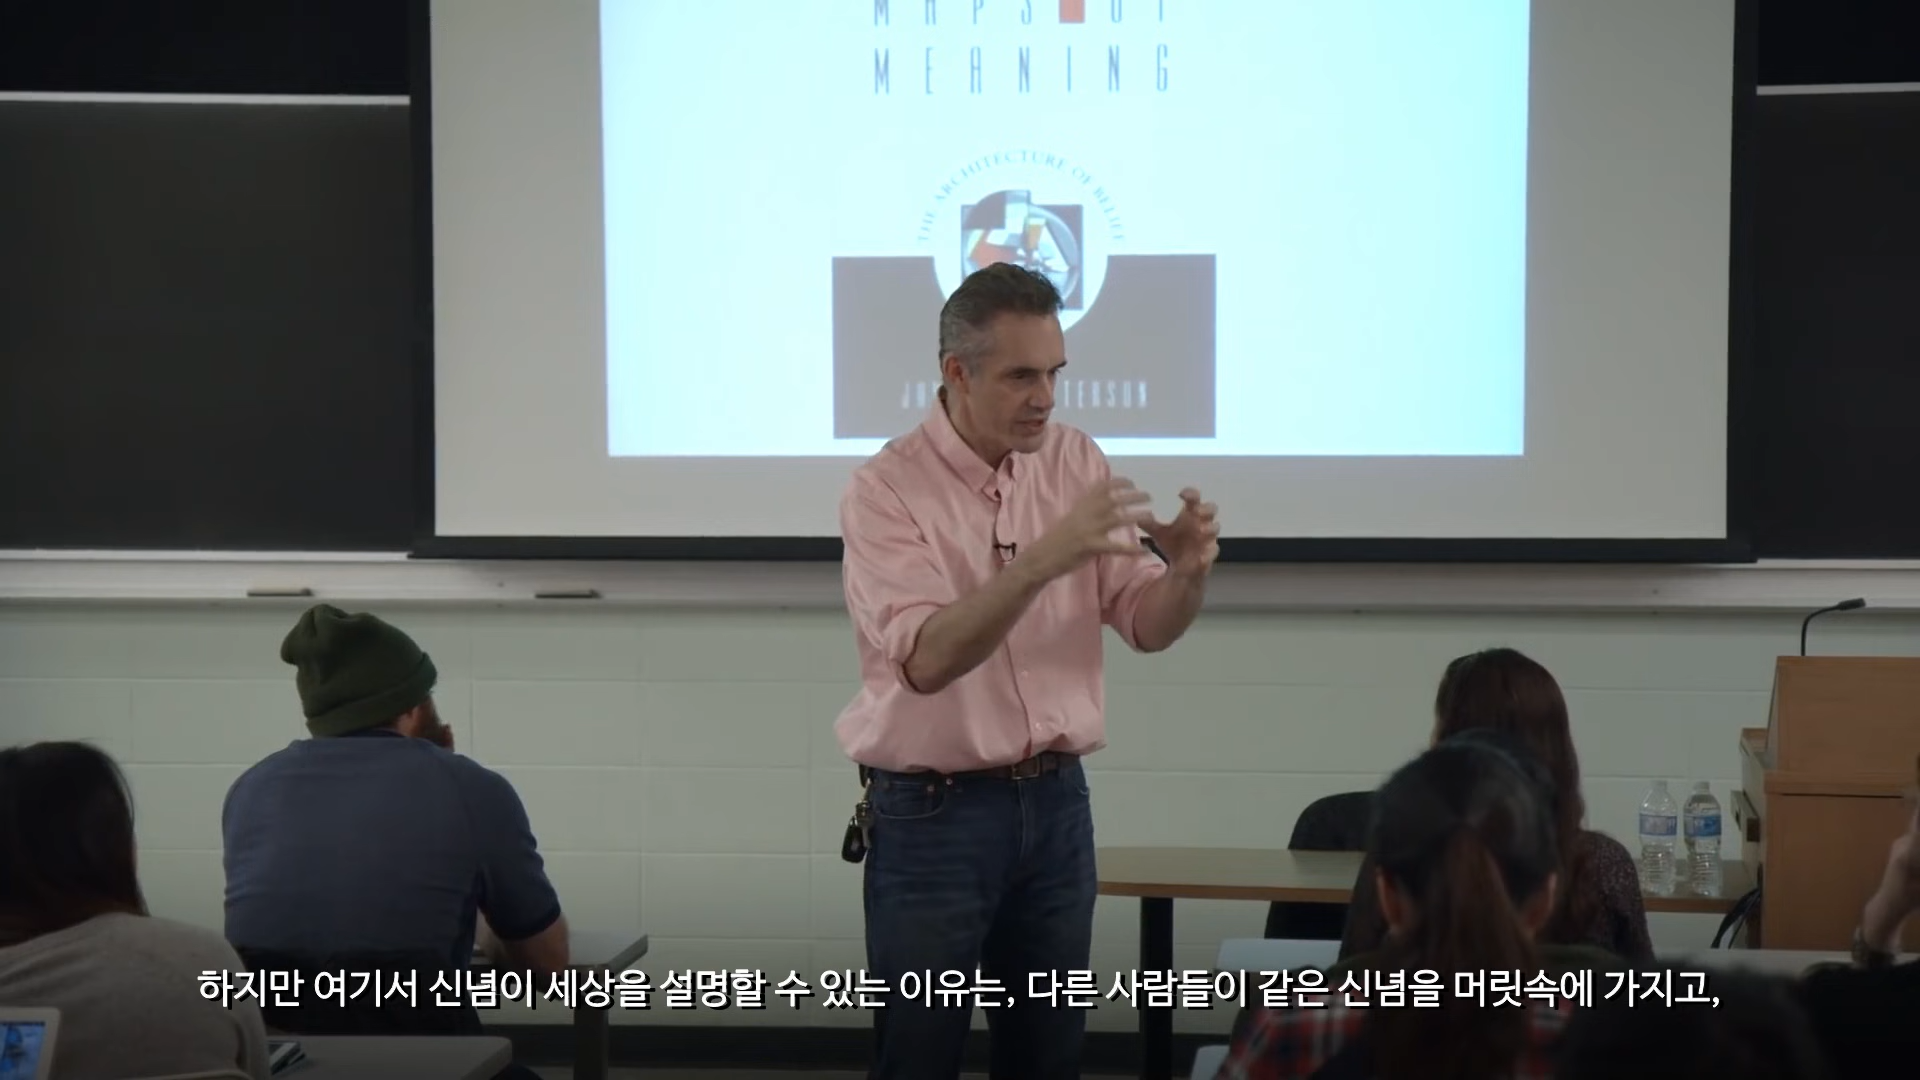 MAPS OF
MEANING
THE ARCHITECTURE OF BELIEF
하지만 여기서 신념이 세상을 설명할 수 있는 이유는, 다른 사람들이 같은 신념을 머릿속에 가지고,